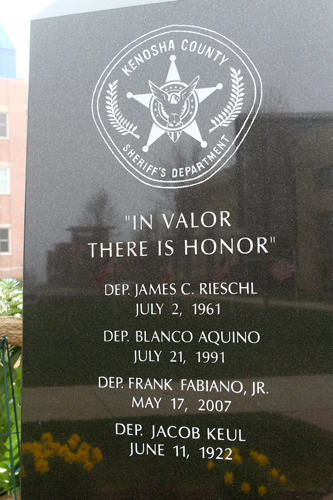 KENOSHA COUNTY
SHERIFF'S DEPARTMENT
"IN VALOR
THERE IS HONOR"
DEP. JAMES C. RIESCHL
JULY 2, 1961
DEP. BLANCO AQUINO
JULY 21, 1991
DEP. FRANK FABIANO, JR.
MAY 17, 2007
DEP. JACOB KEUL
JUNE 11, 1922